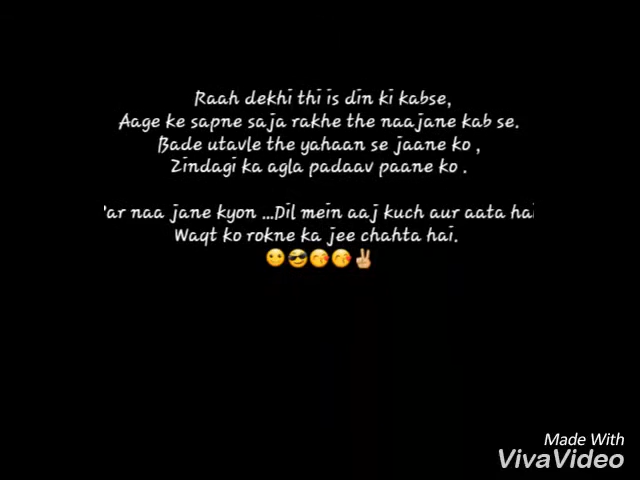 Raah dekhi thi is din ki kabse,
Aage ke sapne saja rakhe the naajane kab se.
Bade utavle the yahaan se jaane ko ,
Zindagi ka agla padaav paane ko .
ar naa jane kyon ...Dil mein aaj kuch aur aata hai
Waqt ko rokne ka jee chahta hai.
🙂😎😙😙✌
Made With
VivaVideo